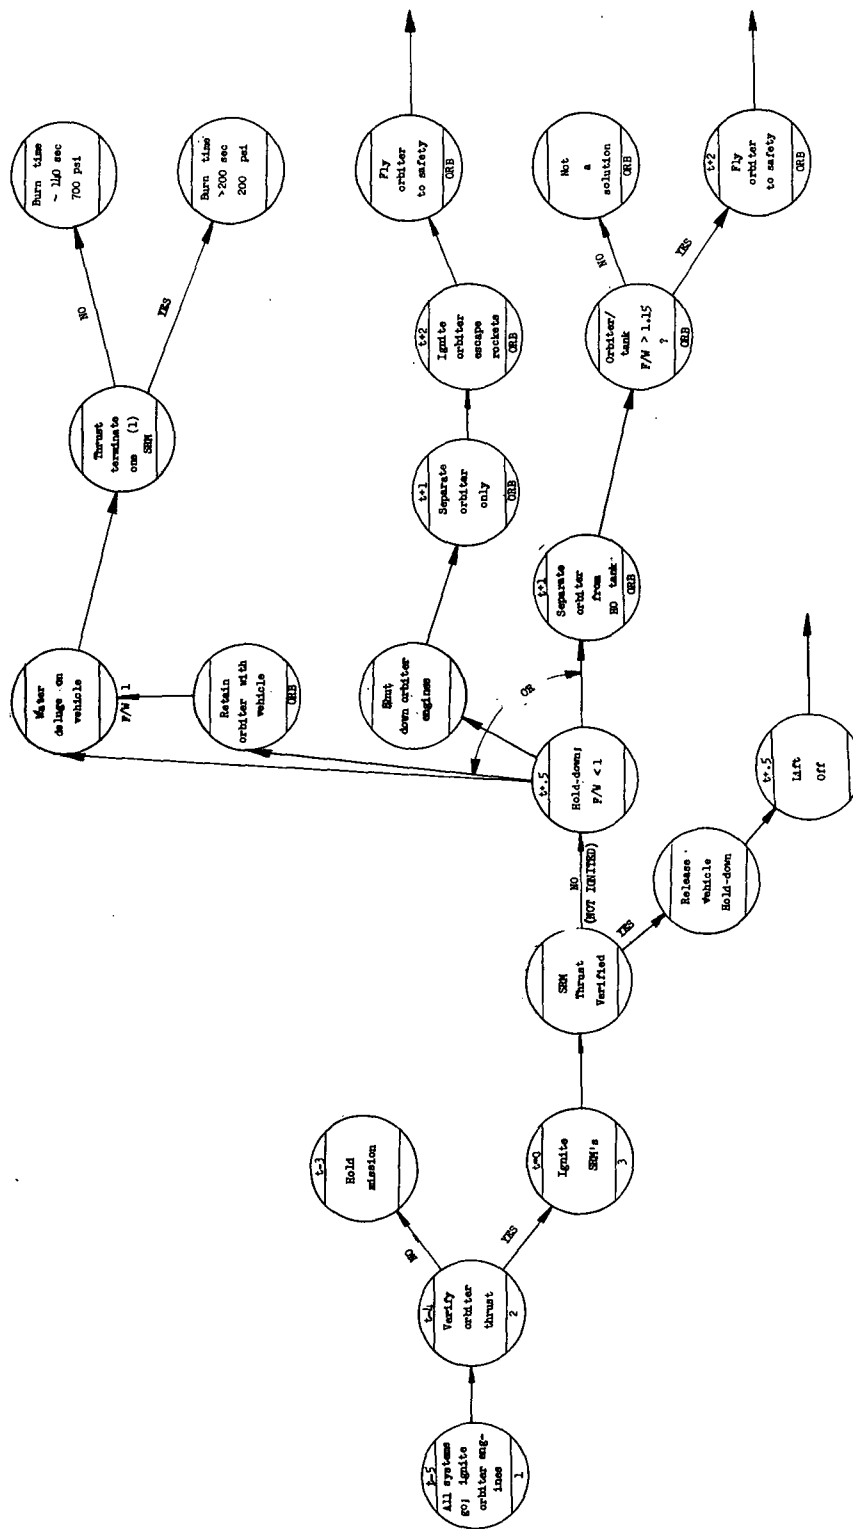 t-5
All systems
go; ignite
orbiter eng-
ines
1
t-4
Verify
orbiter
thrust
2
NO
t-3
Hold
mission
YES
t=0
Ignite
SRM's
3
SRM
Thrust
Verified
NO
(NOT IGNITED)
YES
Release
vehicle
Hold-down
t+.5
Lift
Off
t+.5
Hold-down;
F/W < 1
OR
Water
deluge on
vehicle
F/W 1
Retain
orbiter with
vehicle
ORB
Thrust
terminate
one (1)
SRM
NO
Burn time
~ 140 sec
700 psi
YES
Burn time
>200 sec
200 psi
Shut
down orbiter
engines
t+1
Separate
orbiter
only
ORB
t+2
Ignite
orbiter
escape
rockets
ORB
Fly
orbiter
to safety
ORB
t+1
Separate
orbiter
from
HO tank
ORB
Orbiter/
tank
F/W > 1.15
?
ORB
NO
Not
a
solution
ORB
YES
t+2
Fly
orbiter
to safety
ORB